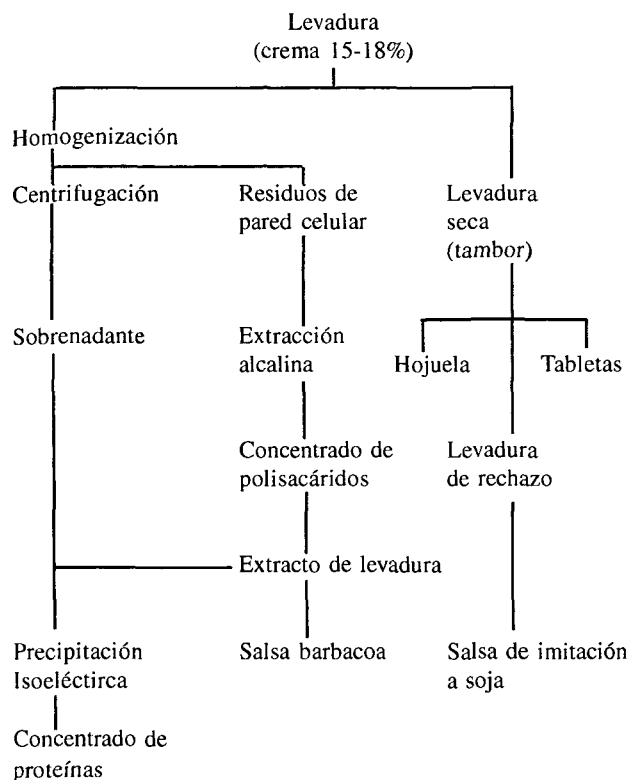 Levadura
(crema 15-18%)
Homogenización
Centrifugación
Residuos de
pared celular
Levadura
seca
(tambor)
Sobrenadante
Extracción
alcalina
Hojuela
Tabletas
Concentrado de
polisacáridos
Levadura
de rechazo
Extracto de levadura
Precipitación
Isoeléctirca
Salsa barbacoa
Salsa de imitación
a soja
Concentrado de
proteínas